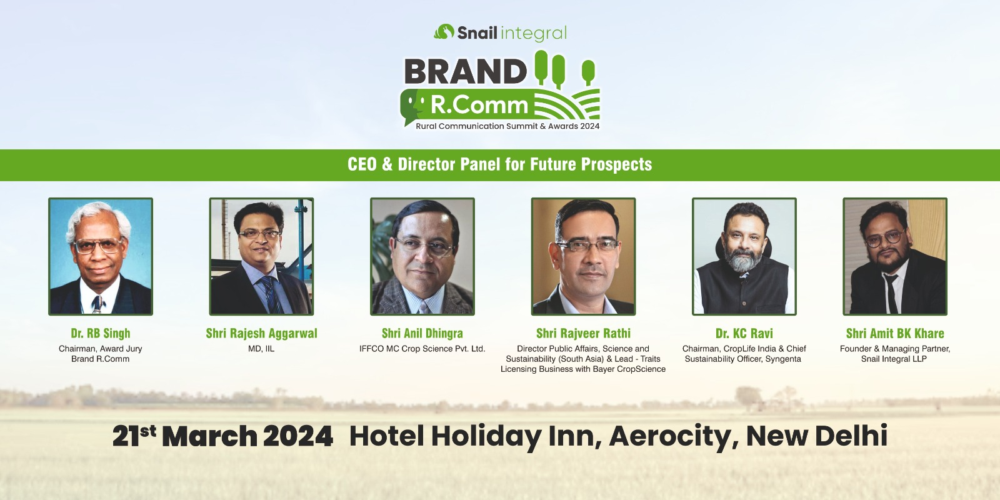 Snail integral
BRAND
R.Comm
Rural Communication Summit & Awards 2024
CEO & Director Panel for Future Prospects
Dr. RB Singh
Chairman, Award Jury
Brand R.Comm
Shri Rajesh Aggarwal
MD, IIL
Shri Anil Dhingra
IFFCO MC Crop Science Pvt. Ltd.
Shri Rajveer Rathi
Director Public Affairs, Science and
Sustainability (South Asia) & Lead - Traits
Licensing Business with Bayer CropScience
Dr. KC Ravi
Chairman, CropLife India & Chief
Sustainability Officer, Syngenta
Shri Amit BK Khare
Founder & Managing Partner,
Snail Integral LLP
21st March 2024 Hotel Holiday Inn, Aerocity, New Delhi